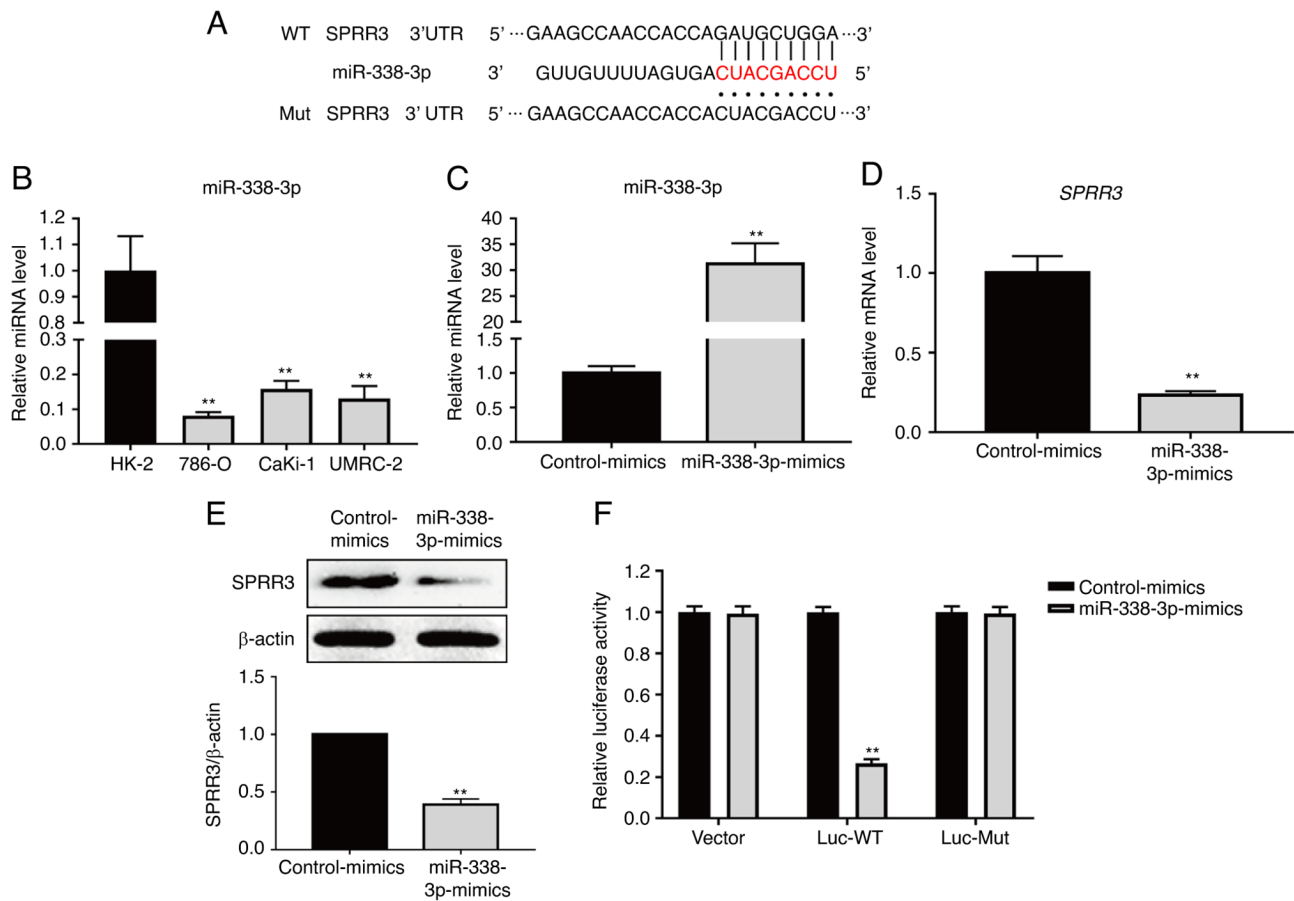 A
WT SPRR3 3'UTR 5' ···GAAGCCAACCACCAGAUGCUGGA···3'
miR-338-3p 3' GUUGUUUUAGUGACUACGACCU 5'
Mut SPRR3 3' UTR 5' ··· GAAGCCAACCACCACUACGACCU ···3'
B
miR-338-3p
Relative miRNA level
1.2
1.1
1.0
0.9
0.8
0.3
0.2
0.1
0.0
**
**
**
HK-2 786-O CaKi-1 UMRC-2
C
miR-338-3p
Relative miRNA level
40
35
30
25
20
1.5
1.0
0.5
0.0
**
Control-mimics miR-338-3p-mimics
D
SPRR3
Relative mRNA level
1.5
1.0
0.5
0.0
**
Control-mimics miR-338-
3p-mimics
E
Control- miR-338-
mimics 3p-mimics
SPRR3
β-actin
SPRR3/β-actin
1.5
1.0
0.5
0.0
**
Control-mimics miR-338-
3p-mimics
F
Relative luciferase activity
1.2
1.0
0.8
0.6
0.4
0.2
0.0
**
Vector Luc-WT Luc-Mut
Control-mimics
miR-338-3p-mimics